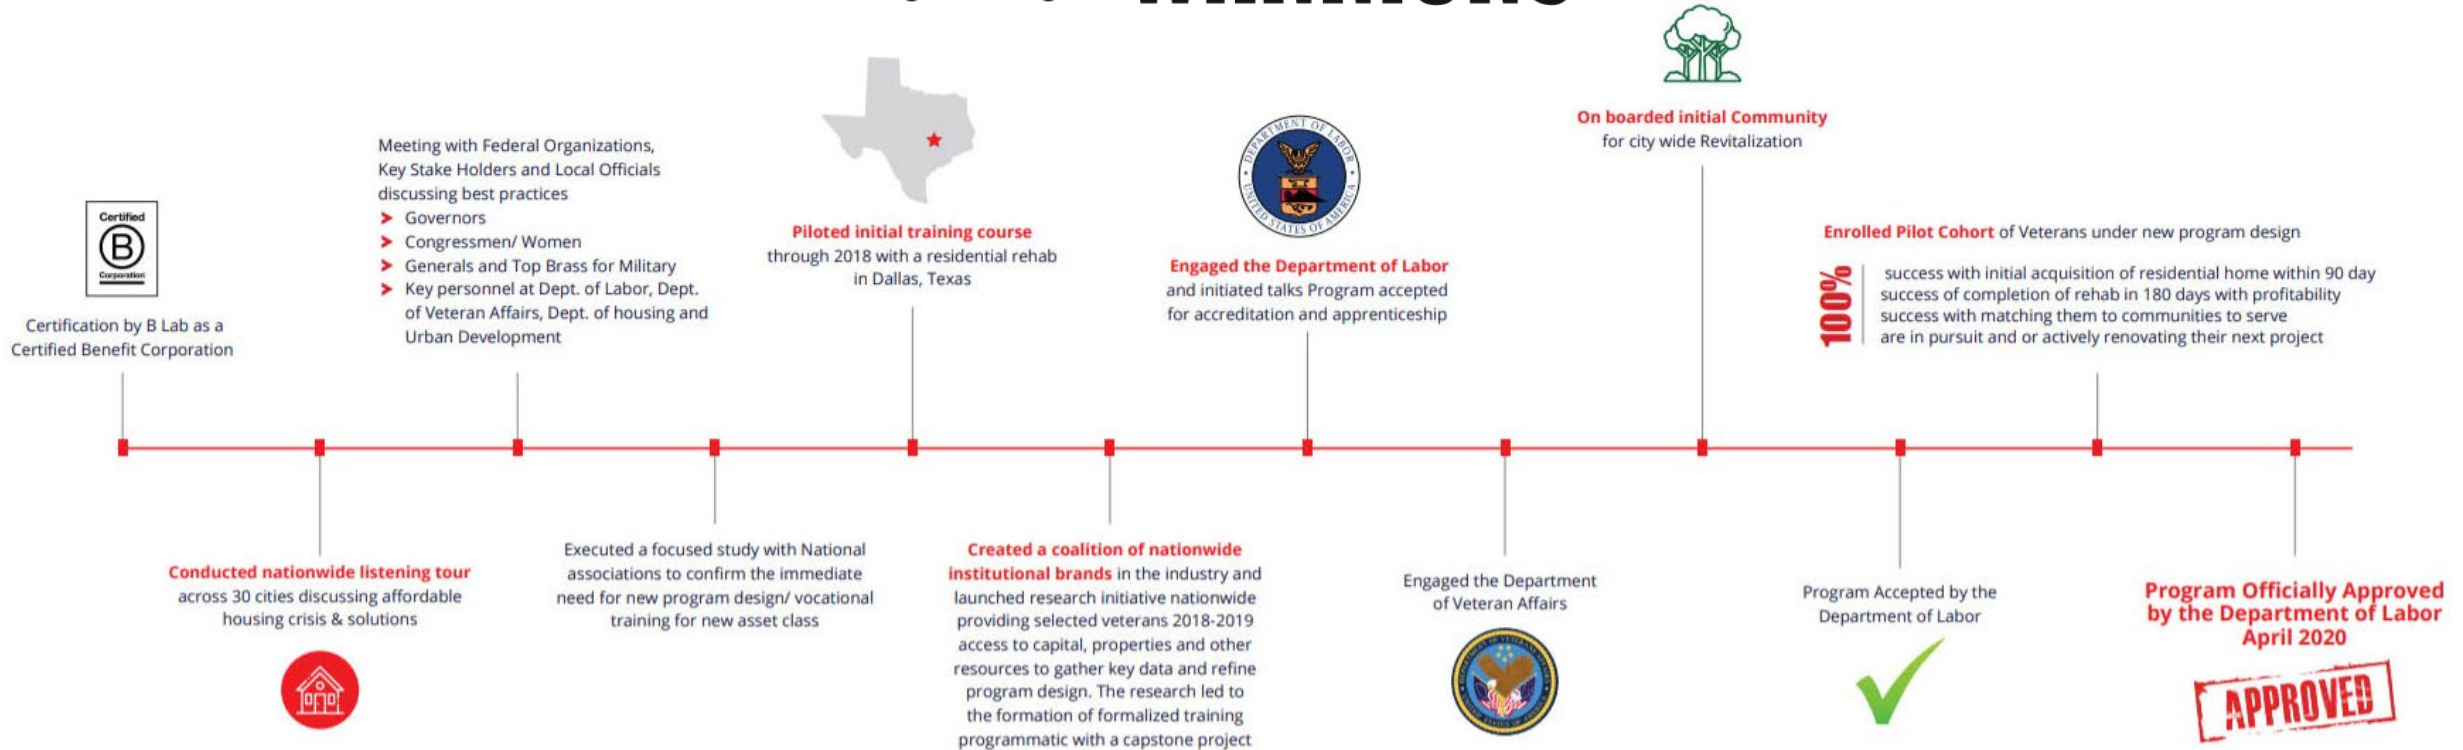 Certified
B
Corporation
Certification by B Lab as a
Certified Benefit Corporation
Conducted nationwide listening tour
across 30 cities discussing affordable
housing crisis & solutions
Meeting with Federal Organizations,
Key Stake Holders and Local Officials
discussing best practices
Governors
Congressmen/ Women
Generals and Top Brass for Military
Key personnel at Dept. of Labor, Dept.
of Veteran Affairs, Dept. of housing and
Urban Development
Executed a focused study with National
associations to confirm the immediate
need for new program design/ vocational
training for new asset class
Piloted initial training course
through 2018 with a residential rehab
in Dallas, Texas
Created a coalition of nationwide
institutional brands in the industry and
launched research initiative nationwide
providing selected veterans 2018-2019
access to capital, properties and other
resources to gather key data and refine
program design. The research led to
the formation of formalized training
programmatic with a capstone project
DEPARTMENT OF LABOR
UNITED STATES OF AMERICA
Engaged the Department of Labor
and initiated talks Program accepted
for accreditation and apprenticeship
Engaged the Department
of Veteran Affairs
On boarded initial Community
for city wide Revitalization
Program Accepted by the
Department of Labor
Enrolled Pilot Cohort of Veterans under new program design
100%
success with initial acquisition of residential home within 90 day
success of completion of rehab in 180 days with profitability
success with matching them to communities to serve
are in pursuit and or actively renovating their next project
Program Officially Approved
by the Department of Labor
April 2020
APPROVED